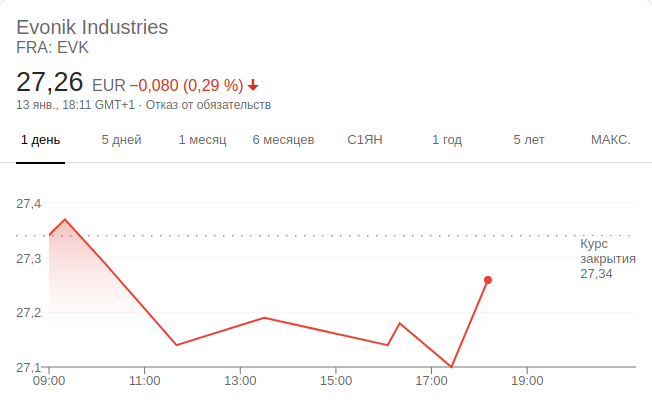 Evonik Industries
FRA: EVK
27,26 EUR −0,080 (0,29 %)
13 янв., 18:11 GMT+1 · Отказ от обязательств
1 день 5 дней 1 месяц 6 месяцев С1ЯН 1 год 5 лет МАКС.
27,4
Курс
закрытия
27,34
27,3
27,2
27,1
09:00 11:00 13:00 15:00 17:00 19:00